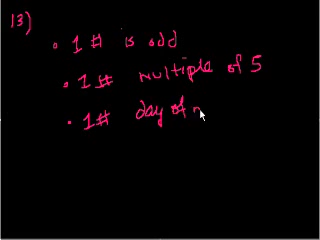 13)
• 1# is odd
• 1# multiple of 5
• 1# day of